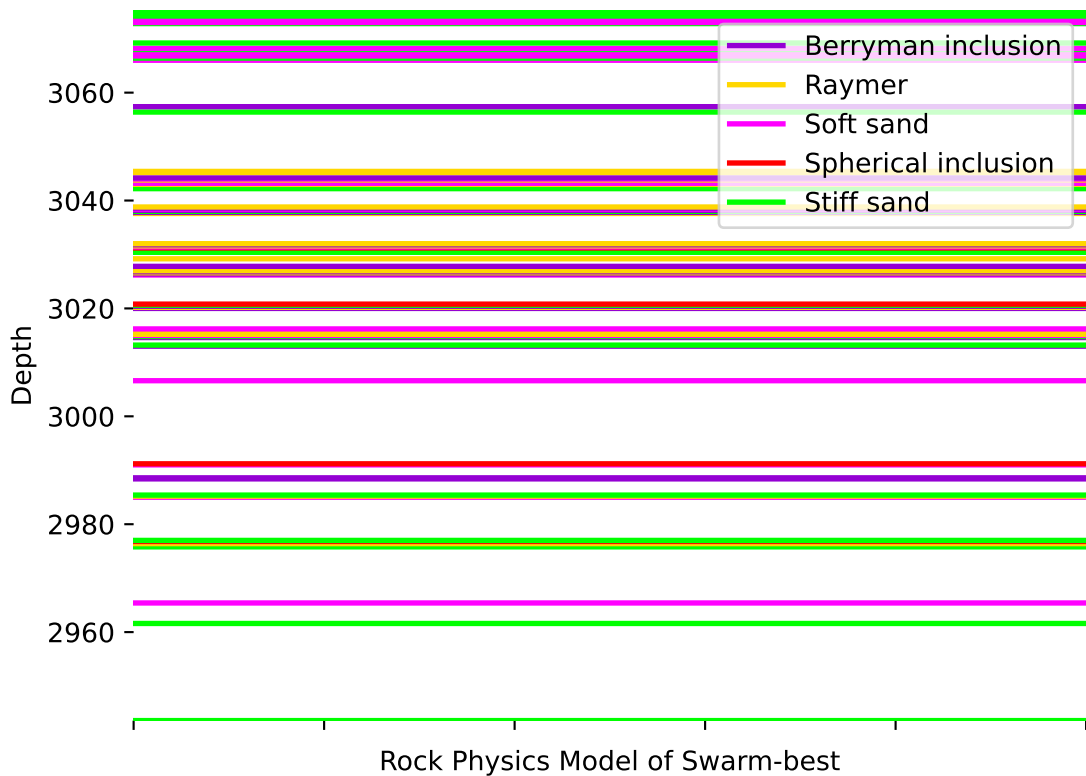 Berryman inclusion
Raymer
Soft sand
Spherical inclusion
Stiff sand
3060
3040
3020
3000
2980
2960
Depth
Rock Physics Model of Swarm-best